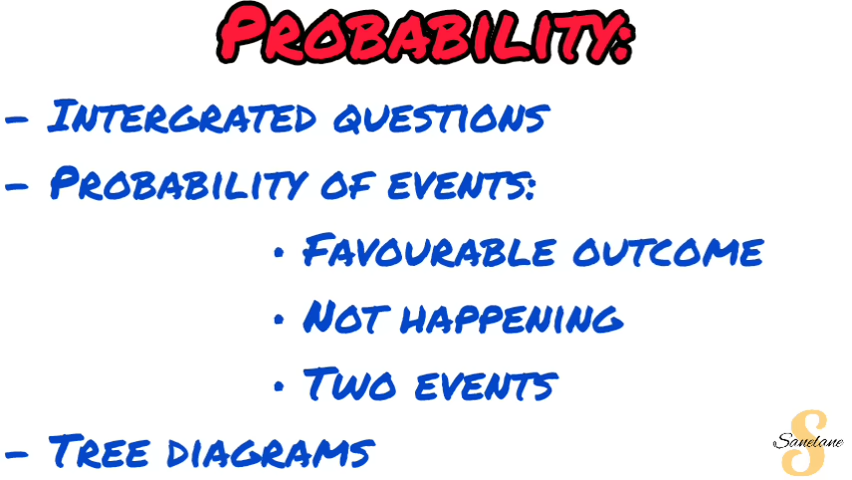 Probability:
- Intergrated questions
- Probability of events:
• Favourable outcome
• Not happening
• Two events
- Tree diagrams
S
Sanelane